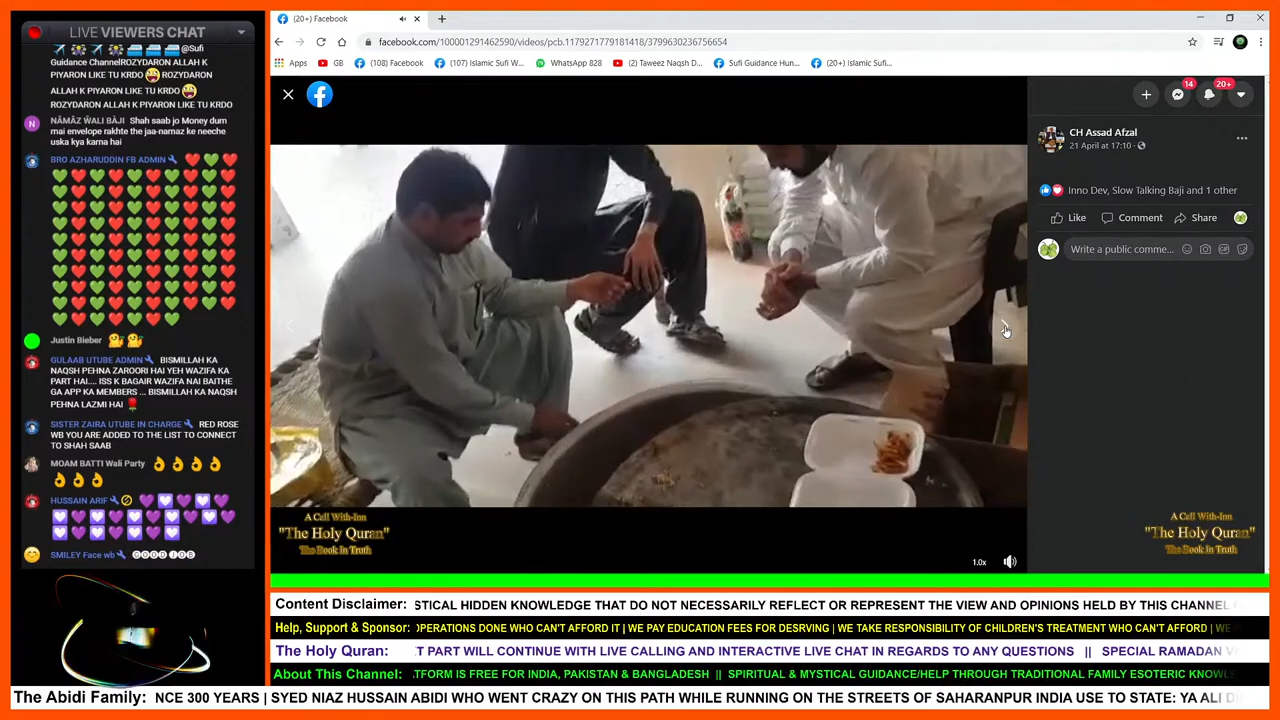 LIVE VIEWERS CHAT
@Sufi
Guidance ChannelROZYDARON ALLAH K
PIYARON LIKE TU KRDO ROZYDARON
ALLAH K PIYARON LIKE TU KRDO
ROZYDARON ALLAH K PIYARON LIKE TU KRDO
N
NÂMÂZ ŴALI BÀJI Shah saab jo Money dum
mai envelope rakhte the jaa-namaz ke neeche
uska kya karna hai
BRO AZHARUDDIN FB ADMIN
Justin Bieber
GULAAB UTUBE ADMIN BISMILLAH KA
NAQSH PEHNA ZAROORI HAI YEH WAZIFA KA
PART HAI.... ISS K BAGAIR WAZIFA NAI BAITHE
GA APP KA MEMBERS ... BISMILLAH KA NAQSH
PEHNA LAZMI HAI
SISTER ZAIRA UTUBE IN CHARGE RED ROSE
WB YOU ARE ADDED TO THE LIST TO CONNECT
TO SHAH SAAB
MOAM BATTI Wali Party
HUSSAIN ARIF
SMILEY Face wb 🅖🅞🅞🅓 🅙🅞🅑
(20+) Facebook
facebook.com/100001291462590/videos/pcb.1179271779181418/3799630236756654
Apps GB (108) Facebook (107) Islamic Sufi W... WhatsApp 828 (2) Taweez Naqsh D... Sufi Guidance Hun... (20+) Islamic Sufi...
14 20+
CH Assad Afzal
21 April at 17:10
Inno Dev, Slow Talking Baji and 1 other
Like Comment Share
Write a public comme...
A Call With-Inn
"The Holy Quran"
The Book In Truth
A Call With-Inn
"The Holy Quran"
The Book In Truth
1.0x
Content Disclaimer: STICAL HIDDEN KNOWLEDGE THAT DO NOT NECESSARILY REFLECT OR REPRESENT THE VIEW AND OPINIONS HELD BY THIS CHANNEL
Help, Support & Sponsor: OPERATIONS DONE WHO CAN'T AFFORD IT | WE PAY EDUCATION FEES FOR DESRVING | WE TAKE RESPONSIBILITY OF CHILDREN'S TREATMENT WHO CAN'T AFFORD | WE
The Holy Quran: T PART WILL CONTINUE WITH LIVE CALLING AND INTERACTIVE LIVE CHAT IN REGARDS TO ANY QUESTIONS || SPECIAL RAMADAN V
About This Channel: TFORM IS FREE FOR INDIA, PAKISTAN & BANGLADESH || SPIRITUAL & MYSTICAL GUIDANCE/HELP THROUGH TRADITIONAL FAMILY ESOTERIC KNOWLE
The Abidi Family: NCE 300 YEARS | SYED NIAZ HUSSAIN ABIDI WHO WENT CRAZY ON THIS PATH WHILE RUNNING ON THE STREETS OF SAHARANPUR INDIA USE TO STATE: YA ALI D